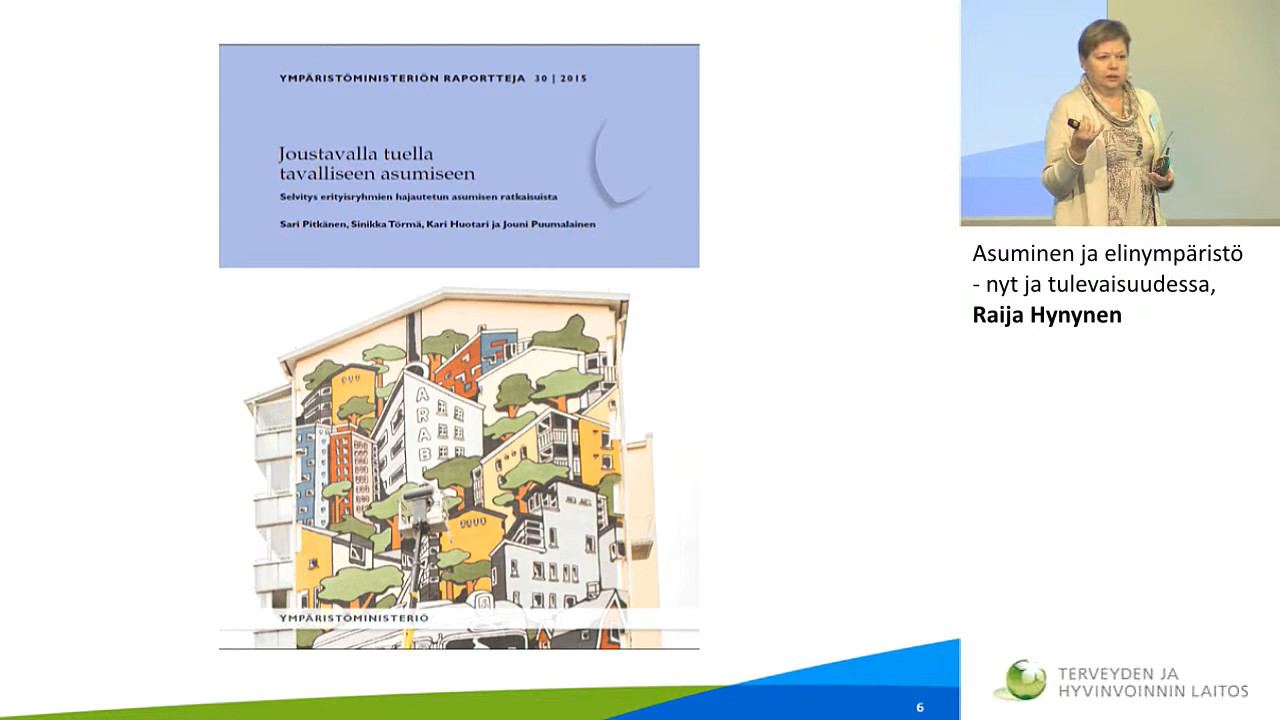 YMPÄRISTÖMINISTERIÖN RAPORTTEJA 30 | 2015
Joustavalla tuella
tavalliseen asumiseen
Selvitys erityisryhmien hajautetun asumisen ratkaisuista
Sari Pitkänen, Sinikka Törmä, Kari Huotari ja Jouni Puumalainen
ARAB
YMPÄRISTÖMINISTERIÖ
6
Asuminen ja elinympäristö
- nyt ja tulevaisuudessa,
Raija Hynynen
TERVEYDEN JA
HYVINVOINNIN LAITOS